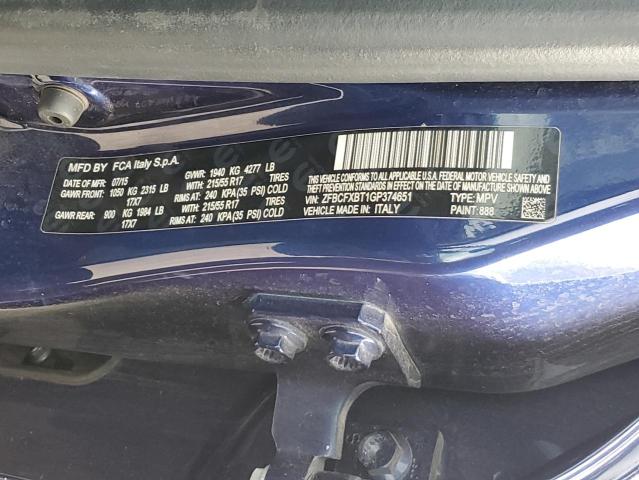 MFD BY FCA Italy S.p.A.
DATE OF MFR: 07/15 GVWR: 1940 KG 4277 LB
GAWR FRONT: 1050 KG 2315 LB WITH: 215/55 R17 TIRES
17X7 RIMS AT: 240 KPA(35 PSI) COLD
GAWR REAR: 900 KG 1984 LB WITH: 215/55 R17 TIRES
17X7 RIMS AT: 240 KPA(35 PSI) COLD
THIS VEHICLE CONFORMS TO ALL APPLICABLE U.S.A. FEDERAL MOTOR VEHICLE
SAFETY, BUMPER, AND THEFT PREVENTION STANDARDS IN EFFECT ON THE DATE OF
MANUFACTURE SHOWN ABOVE.
VIN: ZFBCFXBT1GP374651 TYPE: MPV
MADE IN: ITALY PAINT: 888